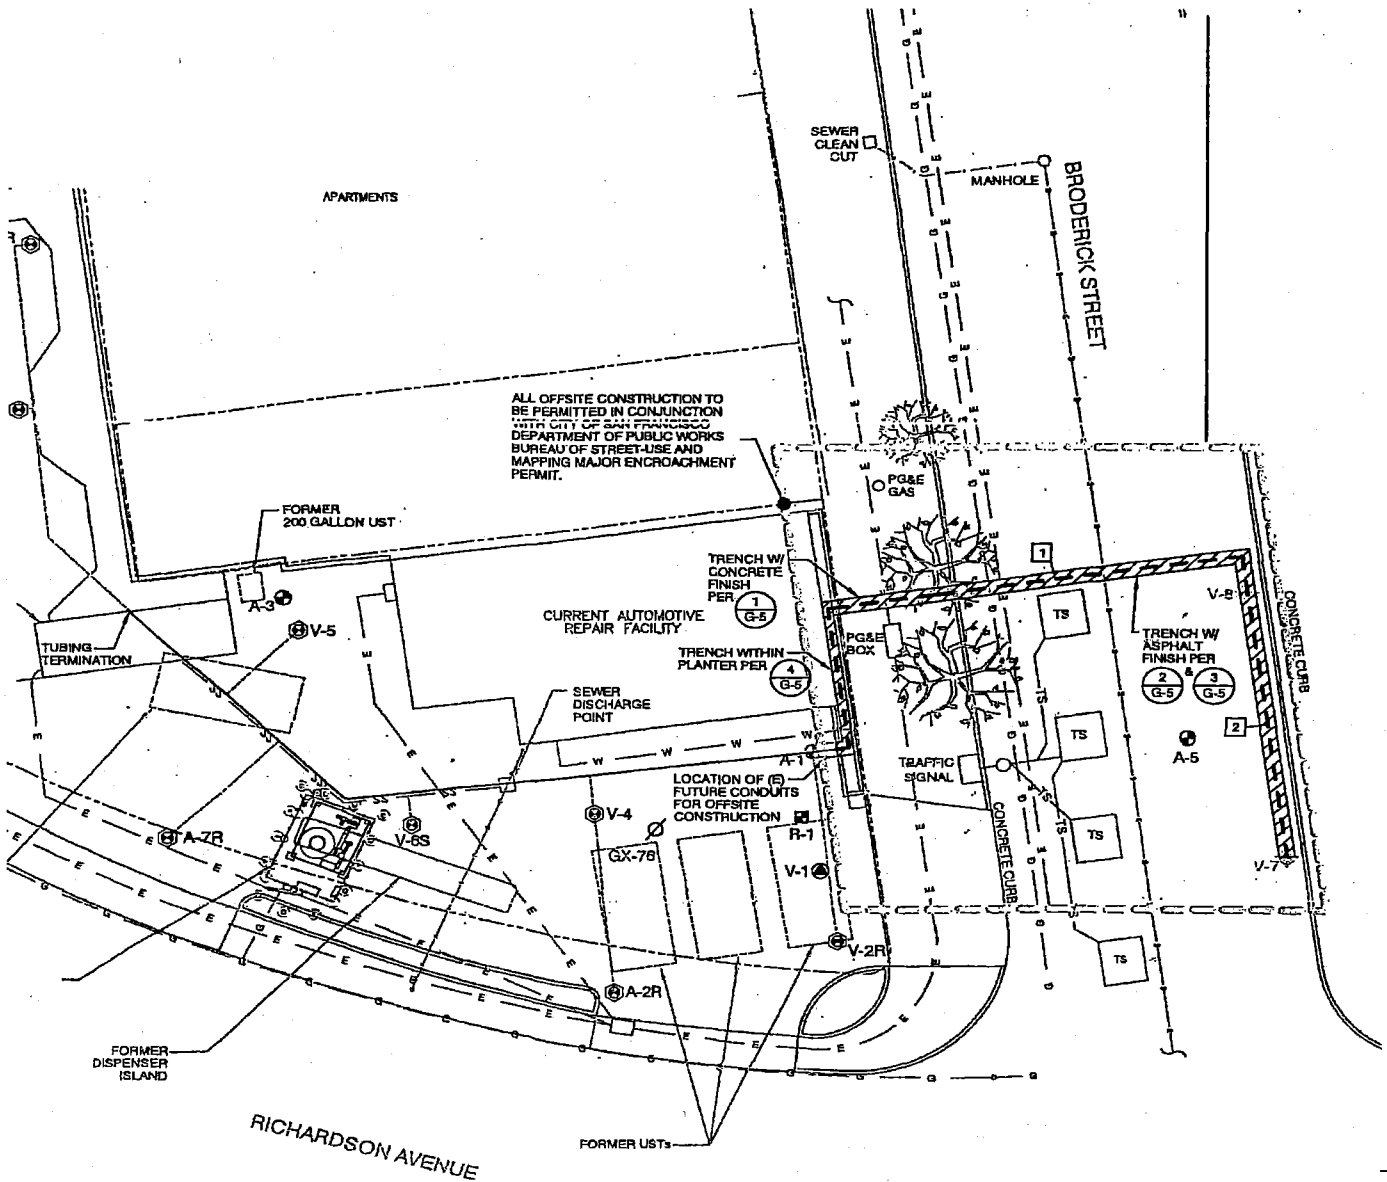 APARTMENTS
SEWER
CLEAN
OUT
MANHOLE
BRODERICK STREET
ALL OFFSITE CONSTRUCTION TO
BE PERMITTED IN CONJUNCTION
WITH CITY OF SAN FRANCISCO
DEPARTMENT OF PUBLIC WORKS
BUREAU OF STREET-USE AND
MAPPING MAJOR ENCROACHMENT
PERMIT.
PG&E
GAS
FORMER
200 GALLON UST
TRENCH W/
CONCRETE
FINISH
PER
1
G-5
1
A-3
V-5
CURRENT AUTOMOTIVE
REPAIR FACILITY
TUBING
TERMINATION
PG&E
BOX
TS
V-8
CONCRETE CURB
TRENCH W/
ASPHALT
FINISH PER
&
2
G-5
3
G-5
TRENCH WITHIN
PLANTER PER
4
G-5
SEWER
DISCHARGE
POINT
2
TS
TS
A-5
W W W W
A-1
TRAFFIC
SIGNAL
LOCATION OF (E)
FUTURE CONDUITS
FOR OFFSITE
CONSTRUCTION
TS
TS
TS
CONCRETE CURB
V-4
R-1
A-7R
V-6S
GX-76
V-1
V-7
V-2R
TS
A-2R
FORMER
DISPENSER
ISLAND
FORMER USTs
RICHARDSON AVENUE